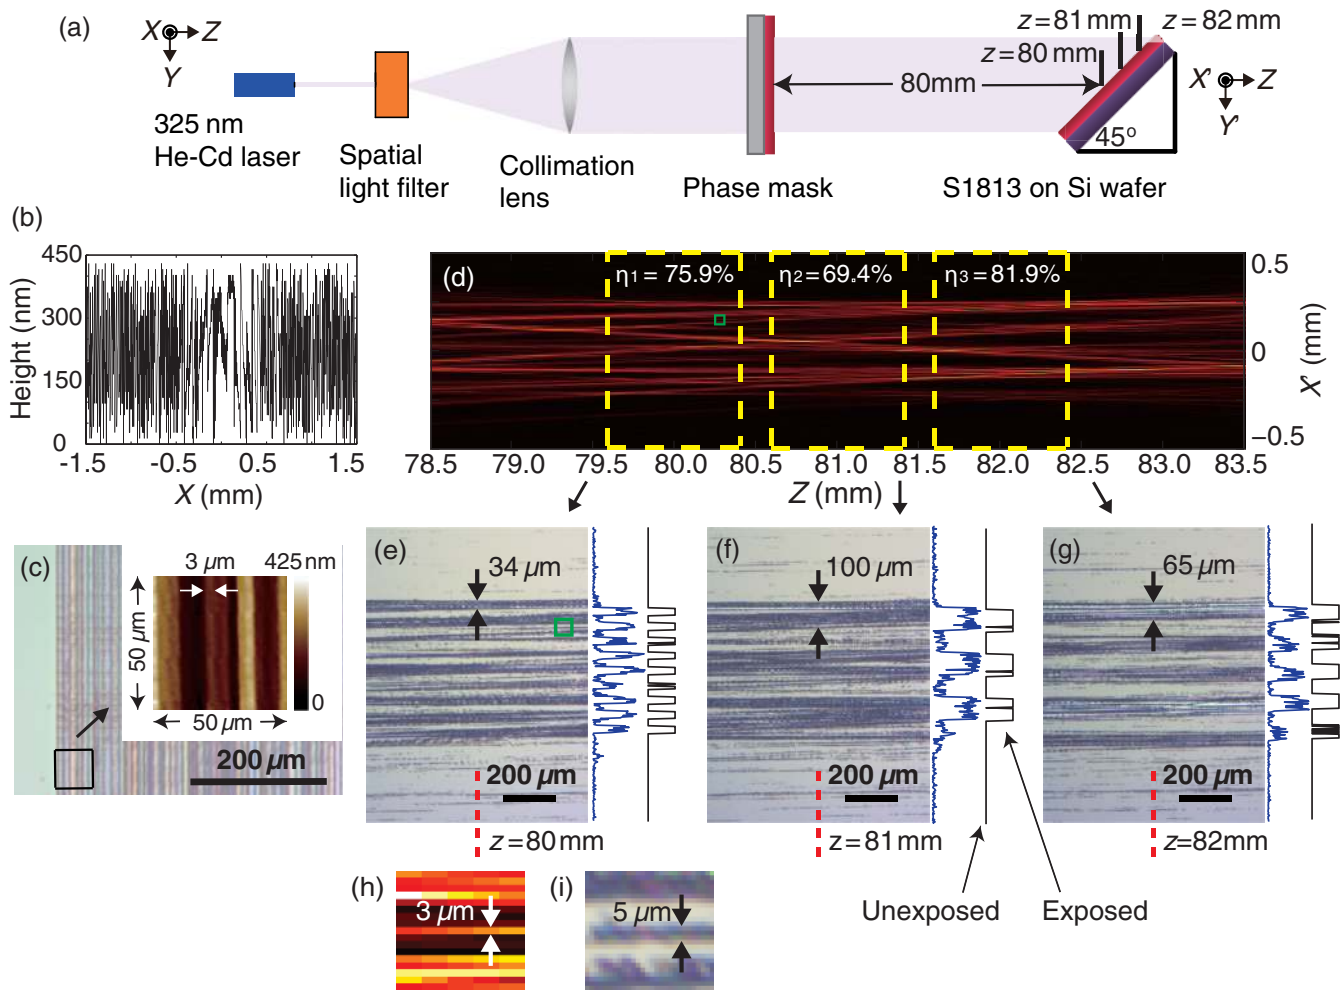 (a)
X
Z
Y
325 nm
He-Cd laser
Spatial
light filter
Collimation
lens
Phase mask
80mm
z=80 mm
z=81 mm
z=82 mm
45°
X'
Z
Y'
S1813 on Si wafer
(b)
Height (nm)
450
300
150
0
-1.5
-0.5
0.5
1.5
X (mm)
(c)
3 µm
425 nm
50 µm
0
50 µm
200 µm
(d)
η1 = 75.9%
η2 = 69.4%
η3 = 81.9%
0.5
0
−0.5
X' (mm)
78.5
79.0
79.5
80.0
80.5
81.0
81.5
82.0
82.5
83.0
83.5
Z (mm)
(e)
34 µm
200 µm
z = 80 mm
(f)
100 µm
200 µm
z = 81 mm
(g)
65 µm
200 µm
z = 82mm
Unexposed
Exposed
(h)
3 µm
(i)
5 µm